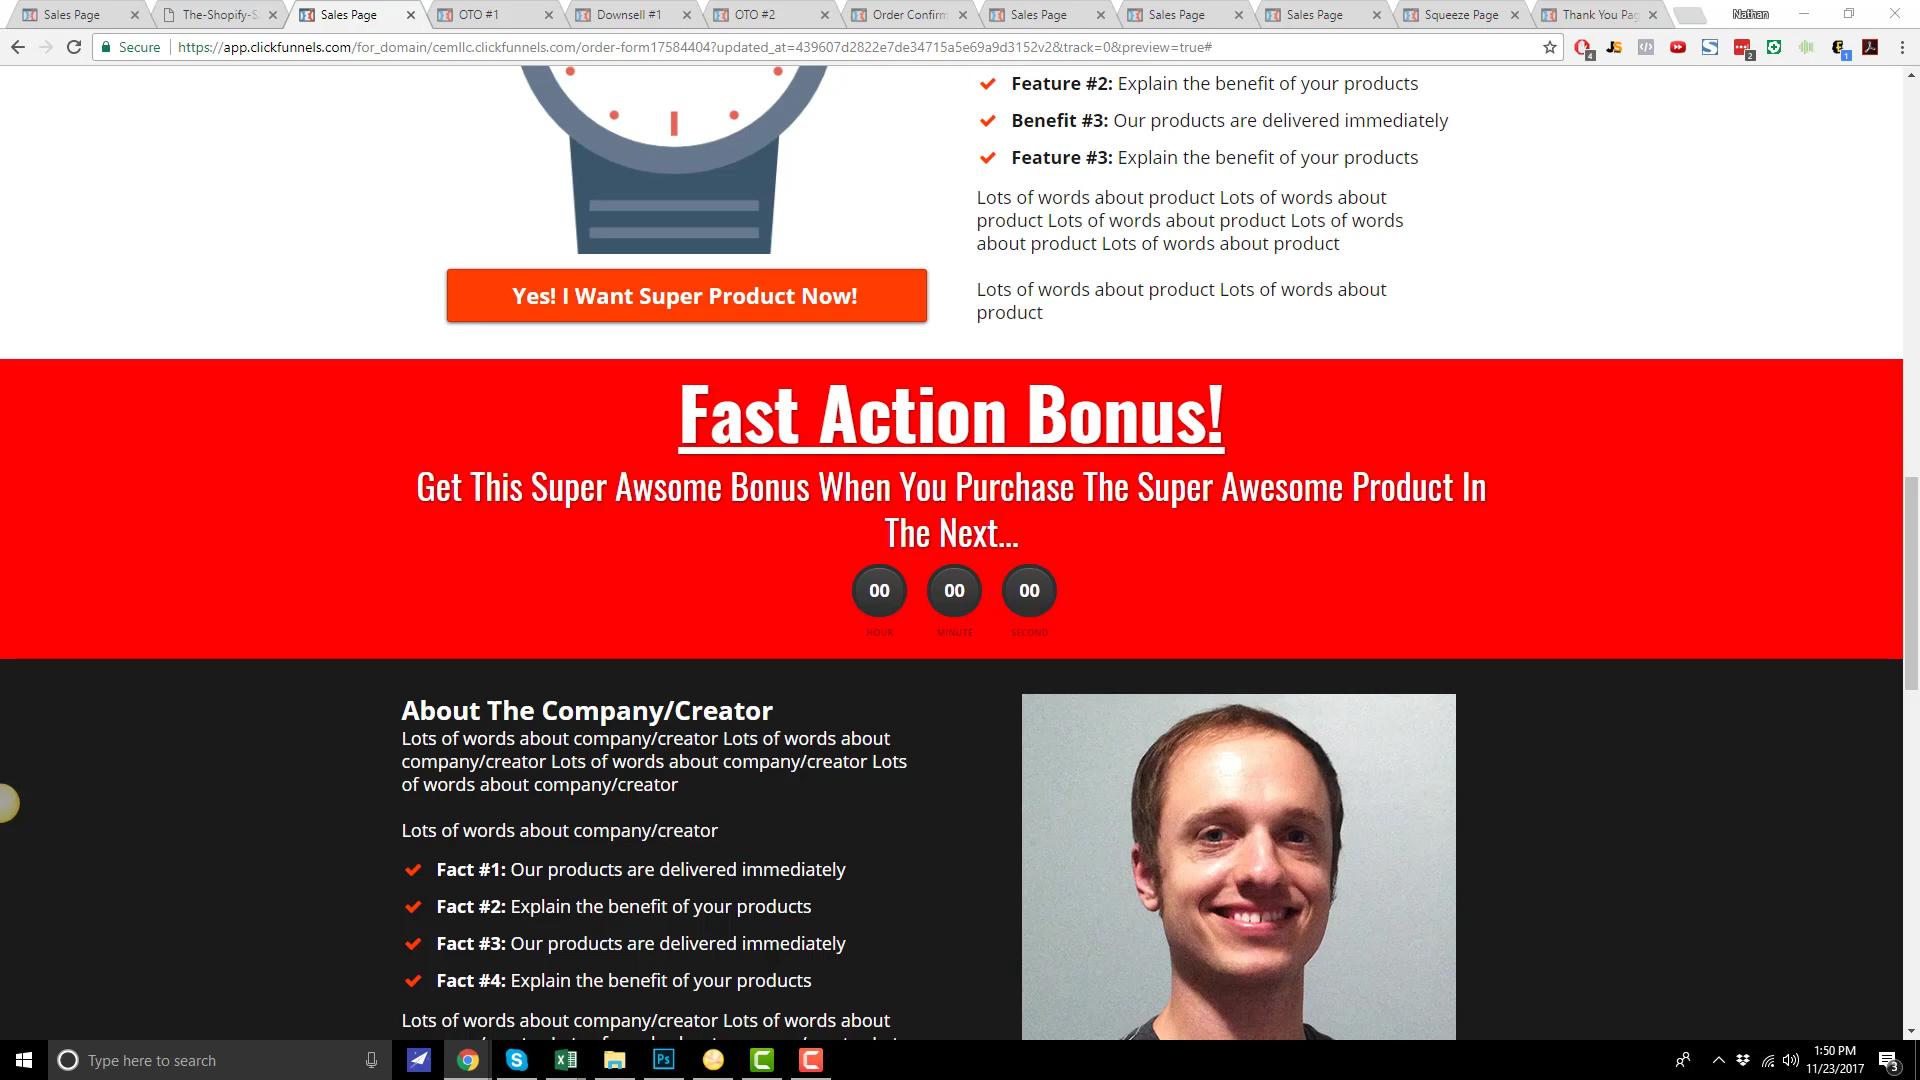 Sales Page
The-Shopify-S
Sales Page
OTO #1
Downsell #1
OTO #2
Order Confirm
Sales Page
Sales Page
Sales Page
Squeeze Page
Thank You Pag
Nathan
Secure
https://app.clickfunnels.com/for_domain/cemllc.clickfunnels.com/order-form17584404?updated_at=439607d2822e7de34715a5e69a9d3152v2&track=0&preview=true#
Feature #2: Explain the benefit of your products
Benefit #3: Our products are delivered immediately
Feature #3: Explain the benefit of your products
Lots of words about product Lots of words about
product Lots of words about product Lots of words
about product Lots of words about product
Lots of words about product Lots of words about
product
Yes! I Want Super Product Now!
Fast Action Bonus!
Get This Super Awsome Bonus When You Purchase The Super Awesome Product In
The Next...
00 00 00
HOUR MINUTE SECOND
About The Company/Creator
Lots of words about company/creator Lots of words about
company/creator Lots of words about company/creator Lots
of words about company/creator
Lots of words about company/creator
Fact #1: Our products are delivered immediately
Fact #2: Explain the benefit of your products
Fact #3: Our products are delivered immediately
Fact #4: Explain the benefit of your products
Lots of words about company/creator Lots of words about
Type here to search
1:50 PM
11/23/2017
3